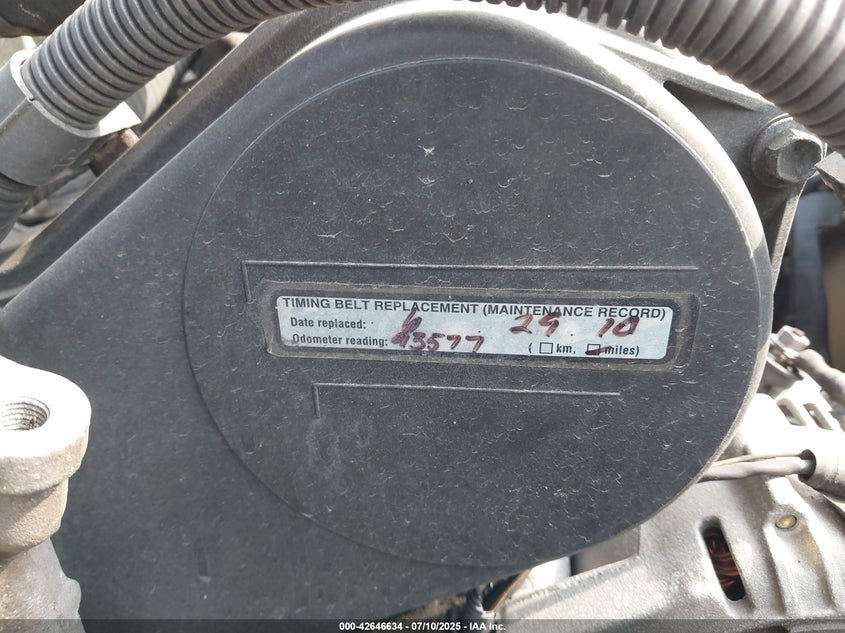 TIMING BELT REPLACEMENT (MAINTENANCE RECORD)
Date replaced: 6 29 10
Odometer reading: 93577 ( □ km, □ miles)
000-42646634 - 07/10/2025 - IAA Inc.